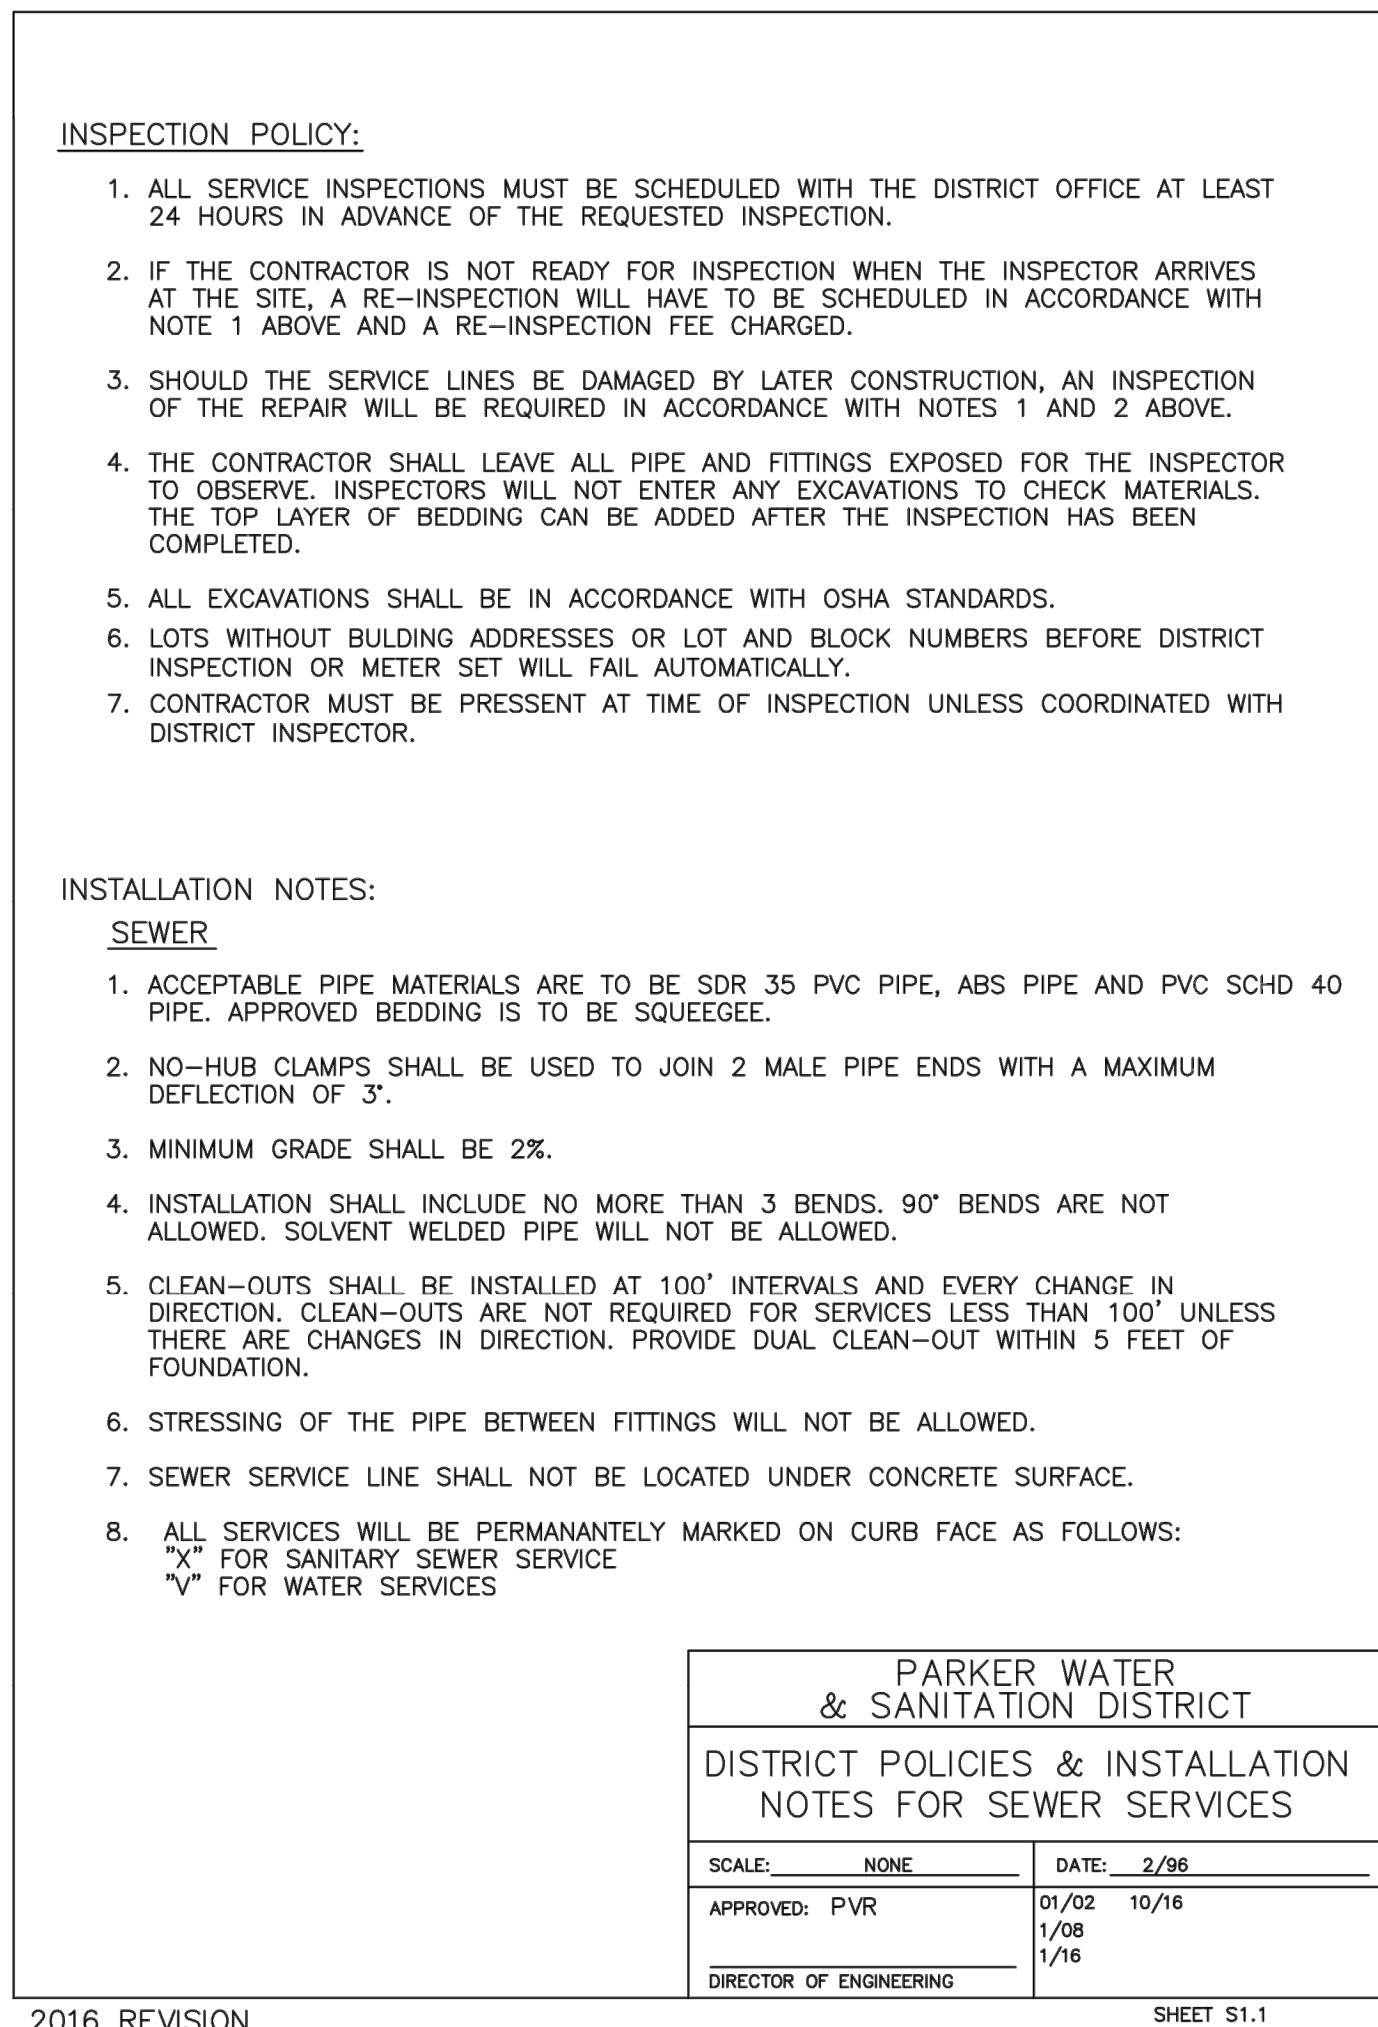 INSPECTION POLICY:
1. ALL SERVICE INSPECTIONS MUST BE SCHEDULED WITH THE DISTRICT OFFICE AT LEAST
24 HOURS IN ADVANCE OF THE REQUESTED INSPECTION.
2. IF THE CONTRACTOR IS NOT READY FOR INSPECTION WHEN THE INSPECTOR ARRIVES
AT THE SITE, A RE-INSPECTION WILL HAVE TO BE SCHEDULED IN ACCORDANCE WITH
NOTE 1 ABOVE AND A RE-INSPECTION FEE CHARGED.
3. SHOULD THE SERVICE LINES BE DAMAGED BY LATER CONSTRUCTION, AN INSPECTION
OF THE REPAIR WILL BE REQUIRED IN ACCORDANCE WITH NOTES 1 AND 2 ABOVE.
4. THE CONTRACTOR SHALL LEAVE ALL PIPE AND FITTINGS EXPOSED FOR THE INSPECTOR
TO OBSERVE. INSPECTORS WILL NOT ENTER ANY EXCAVATIONS TO CHECK MATERIALS.
THE TOP LAYER OF BEDDING CAN BE ADDED AFTER THE INSPECTION HAS BEEN
COMPLETED.
5. ALL EXCAVATIONS SHALL BE IN ACCORDANCE WITH OSHA STANDARDS.
6. LOTS WITHOUT BULDING ADDRESSES OR LOT AND BLOCK NUMBERS BEFORE DISTRICT
INSPECTION OR METER SET WILL FAIL AUTOMATICALLY.
7. CONTRACTOR MUST BE PRESSENT AT TIME OF INSPECTION UNLESS COORDINATED WITH
DISTRICT INSPECTOR.
INSTALLATION NOTES:
SEWER
1. ACCEPTABLE PIPE MATERIALS ARE TO BE SDR 35 PVC PIPE, ABS PIPE AND PVC SCHD 40
PIPE. APPROVED BEDDING IS TO BE SQUEEGEE.
2. NO-HUB CLAMPS SHALL BE USED TO JOIN 2 MALE PIPE ENDS WITH A MAXIMUM
DEFLECTION OF 3°.
3. MINIMUM GRADE SHALL BE 2%.
4. INSTALLATION SHALL INCLUDE NO MORE THAN 3 BENDS. 90° BENDS ARE NOT
ALLOWED. SOLVENT WELDED PIPE WILL NOT BE ALLOWED.
5. CLEAN-OUTS SHALL BE INSTALLED AT 100' INTERVALS AND EVERY CHANGE IN
DIRECTION. CLEAN-OUTS ARE NOT REQUIRED FOR SERVICES LESS THAN 100' UNLESS
THERE ARE CHANGES IN DIRECTION. PROVIDE DUAL CLEAN-OUT WITHIN 5 FEET OF
FOUNDATION.
6. STRESSING OF THE PIPE BETWEEN FITTINGS WILL NOT BE ALLOWED.
7. SEWER SERVICE LINE SHALL NOT BE LOCATED UNDER CONCRETE SURFACE.
8. ALL SERVICES WILL BE PERMANANTELY MARKED ON CURB FACE AS FOLLOWS:
"X" FOR SANITARY SEWER SERVICE
"V" FOR WATER SERVICES
PARKER WATER
& SANITATION DISTRICT
DISTRICT POLICIES & INSTALLATION
NOTES FOR SEWER SERVICES
SCALE: NONE
DATE: 2/96
APPROVED: PVR
DIRECTOR OF ENGINEERING
01/02 10/16
1/08
1/16
2016 REVISION
SHEET S1.1